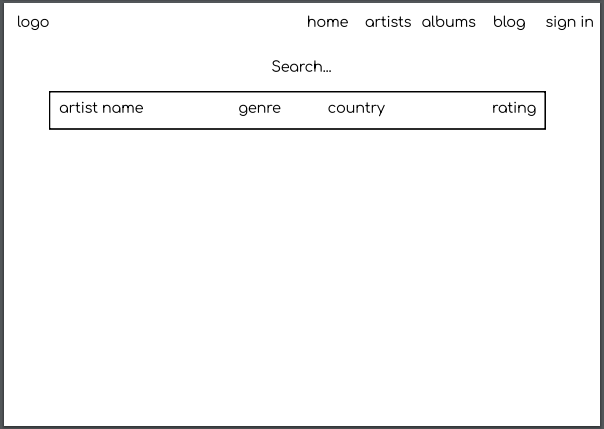 logo home artists albums blog sign in
Search...
artist name genre country rating